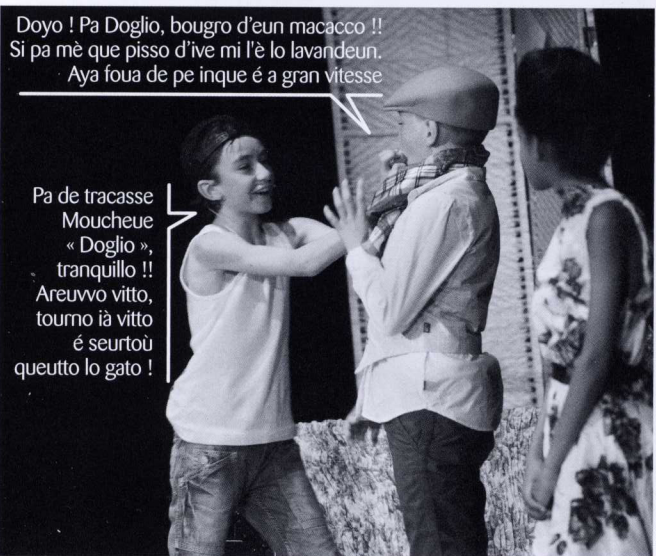 Doyo ! Pa Doglio, bougro d'eun macacco !!
Si pa mè que pisso d'ive mi l'è lo lavandeun.
Aya foua de pe inque é a gran vitesse
Pa de tracasse
Moucheue
« Doglio »,
tranquillo !!
Areuvvo vitto,
tourno ià vitto
é seurtoù
queutto lo gato !